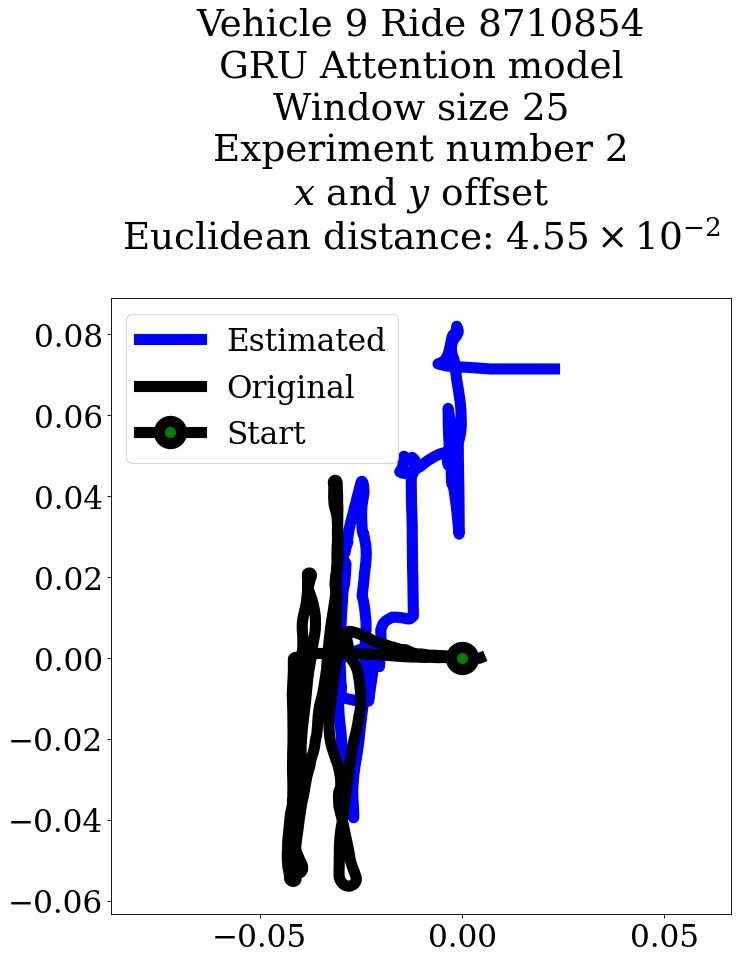 Vehicle 9 Ride 8710854
GRU Attention model
Window size 25
Experiment number 2
x and y offset
Euclidean distance: 4.55 × 10⁻²
Estimated
Original
Start
0.08
0.06
0.04
0.02
0.00
−0.02
−0.04
−0.06
−0.05
0.00
0.05